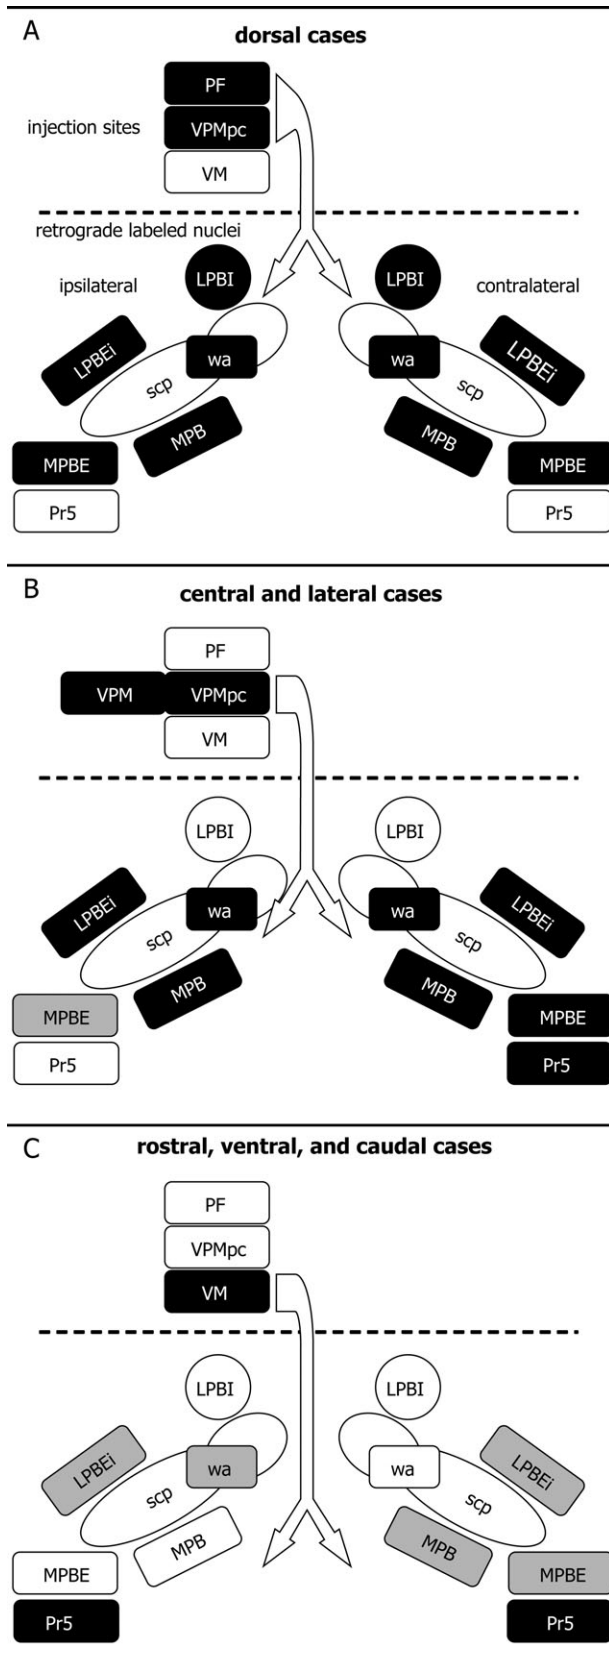 A
dorsal cases
PF
injection sites
VPMpc
VM
retrograde labeled nuclei
LPBI
LPBI
ipsilateral
contralateral
LPBEi
wa
wa
LPBEi
scp
scp
MPB
MPB
MPBE
MPBE
Pr5
Pr5
B
central and lateral cases
PF
VPM
VPMpc
VM
LPBI
LPBI
LPBEi
wa
wa
LPBEi
scp
scp
MPB
MPB
MPBE
MPBE
Pr5
Pr5
C
rostral, ventral, and caudal cases
PF
VPMpc
VM
LPBI
LPBI
LPBEi
wa
wa
LPBEi
scp
scp
MPB
MPB
MPBE
MPBE
Pr5
Pr5